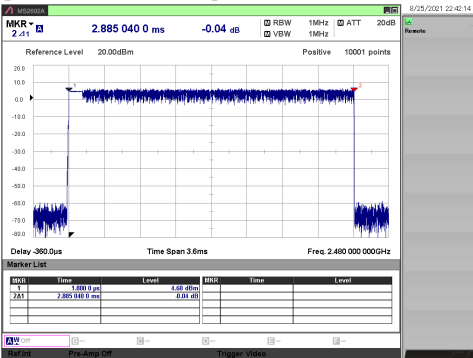 MS2692A
8/25/2021 22:42:14
MKR
2 Δ1
2.885 040 0 ms
-0.04 dB
RBW 1MHz
ATT 20dB
VBW 1MHz
Remote
Reference Level 20.00dBm
Positive 10001 points
20.0
10.0
0.0
-10.0
-20.0
-30.0
-40.0
-50.0
-60.0
-70.0
-80.0
1
2
Delay -360.0µs
Time Span 3.6ms
Freq. 2.480 000 000GHz
Marker List
MKR Time Level MKR Time Level
1 1.800 0 µs 4.60 dBm
2Δ1 2.885 040 0 ms -0.04 dB
Off
Ref.Int
Pre-Amp Off
Trigger Video